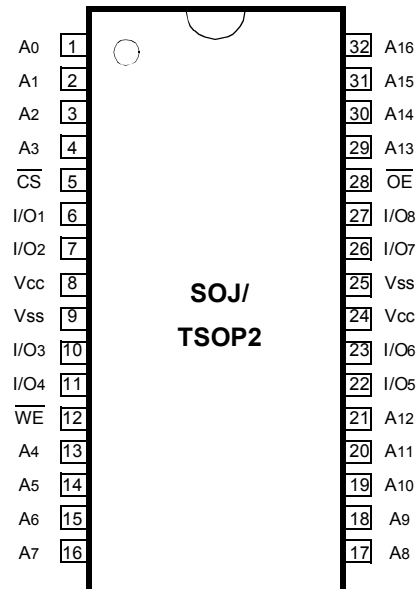 A0 1 32 A16
A1 2 31 A15
A2 3 30 A14
A3 4 29 A13
C̅S̅ 5 28 O̅E̅
I/O1 6 27 I/O8
I/O2 7 26 I/O7
Vcc 8 25 Vss
SOJ/
Vss 9 24 Vcc
TSOP2
I/O3 10 23 I/O6
I/O4 11 22 I/O5
W̅E̅ 12 21 A12
A4 13 20 A11
A5 14 19 A10
A6 15 18 A9
A7 16 17 A8